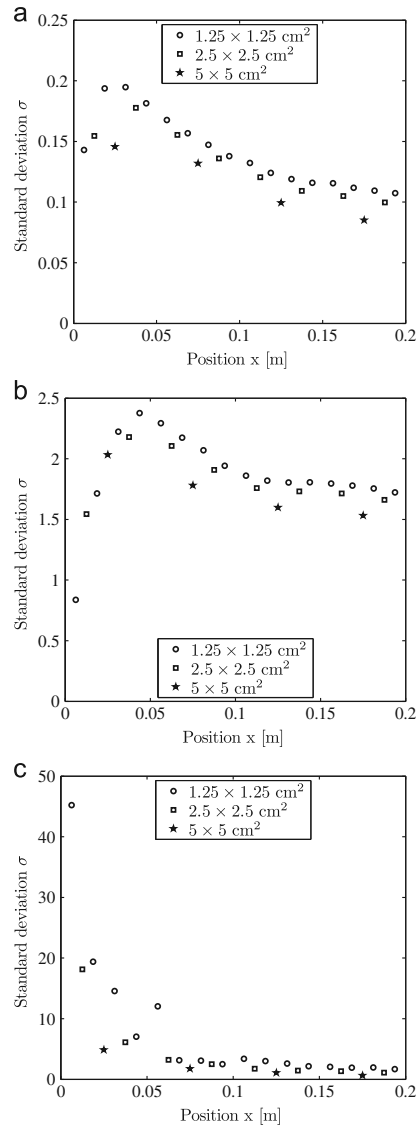 a
0.25
1.25 × 1.25 cm²
2.5 × 2.5 cm²
5 × 5 cm²
0.2
0.15
0.1
0.05
0
Standard deviation σ
0 0.05 0.1 0.15 0.2
Position x [m]
b
2.5
2
1.5
1
0.5
0
Standard deviation σ
1.25 × 1.25 cm²
2.5 × 2.5 cm²
5 × 5 cm²
0 0.05 0.1 0.15 0.2
Position x [m]
c
50
1.25 × 1.25 cm²
2.5 × 2.5 cm²
5 × 5 cm²
40
30
20
10
0
Standard deviation σ
0 0.05 0.1 0.15 0.2
Position x [m]